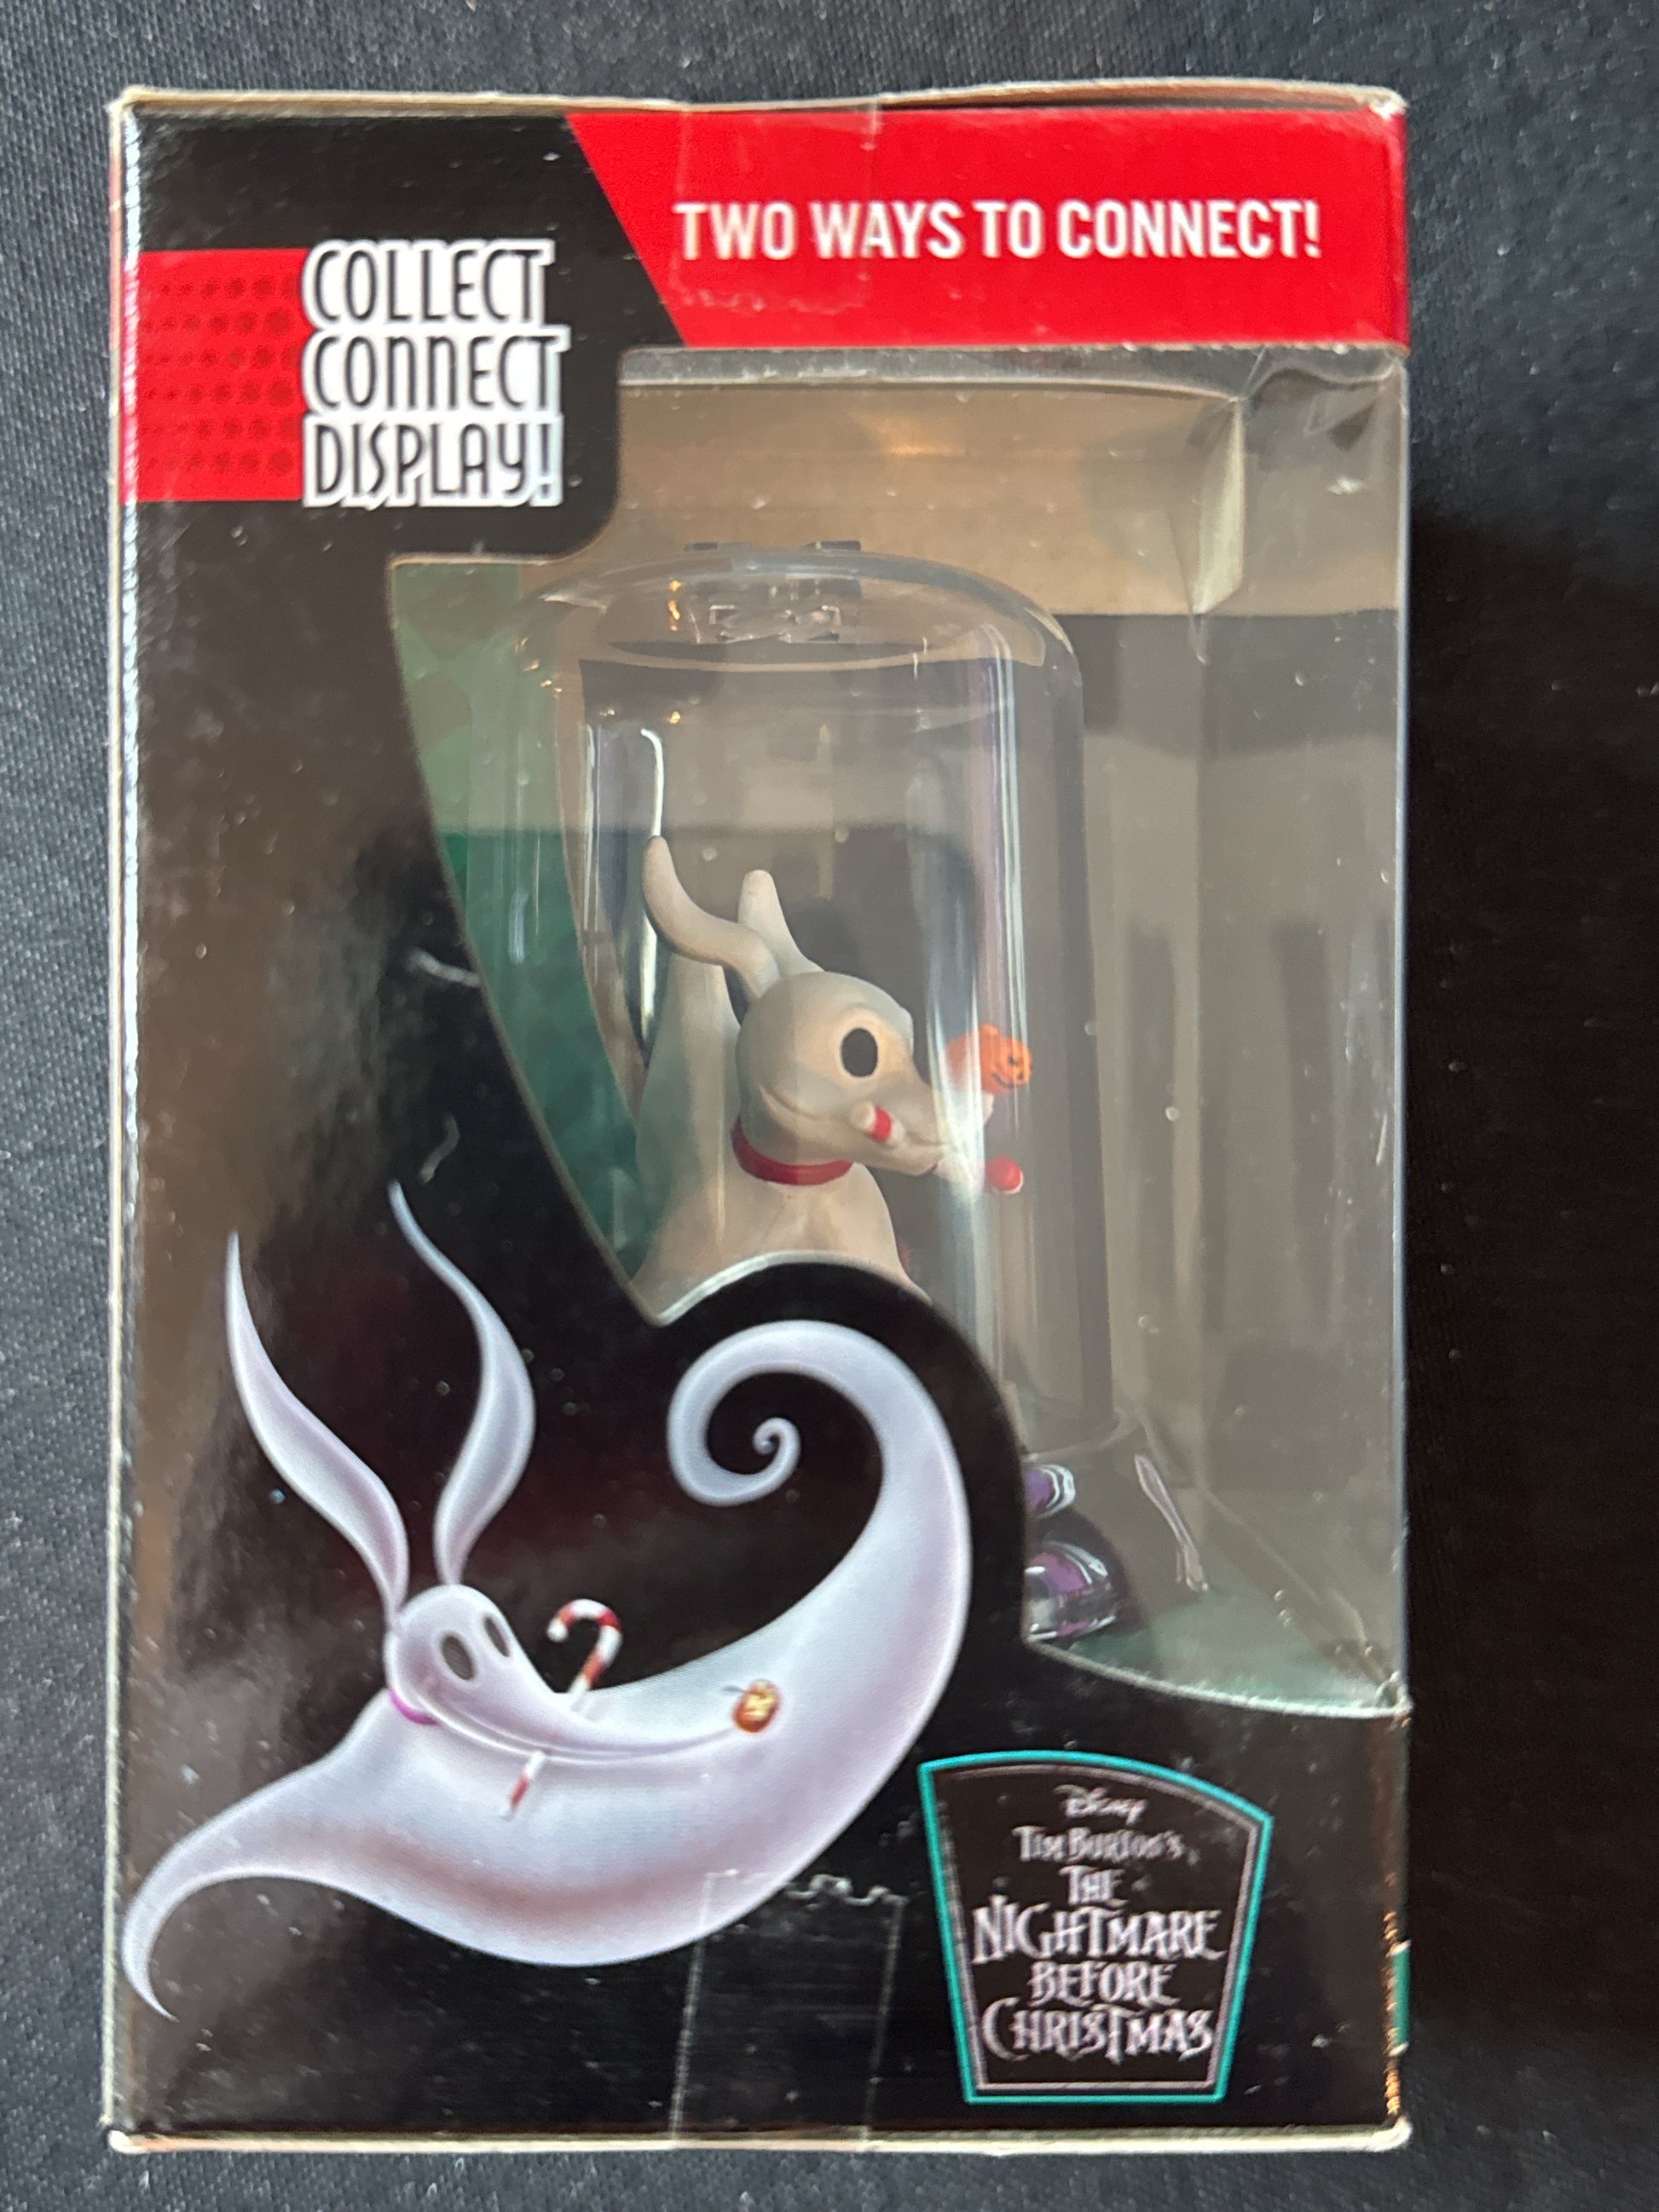 TWO WAYS TO CONNECT!
COLLECT
CONNECT
DISPLAY!
Disney
TIM BURTON'S
THE
NIGHTMARE
BEFORE
CHRISTMAS